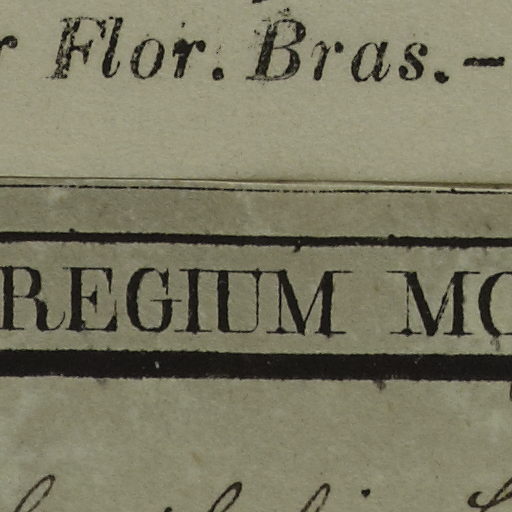 r Flor. Bras.–
REGIUM MO